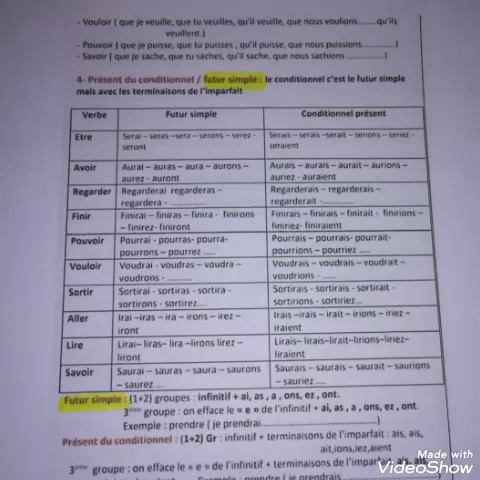 - Vouloir ( que je veuille, que tu veuilles, qu'il veuille, que nous voulions........qu'ils
veuillent.)
- Pouvoir ( que je puisse, que tu puisses , qu'il puisse, que nous puissions..............)
- Savoir ( que je sache, que tu saches, qu'il sache, que nous sachions ................)
4- Présent du conditionnel / futur simple : le conditionnel c'est le futur simple
mais avec les terminaisons de l'imparfait
Verbe Futur simple Conditionnel présent
Etre Serai – seras –sera – serons – serez - Serais – serais –serait – serions – seriez -
seront seraient
Avoir Aurai – auras – aura – aurons – Aurais – aurais – aurait – aurions –
aurez - auront auriez - auraient
Regarder Regarderai regarderas – Regarderais – regarderais –
regardera - ............ regarderait -............
Finir Finirai – finiras – finira - finirons Finirais – finirais – finirait - finirions –
– finirez- finiront finiriez- finiraient
Pouvoir Pourrai - pourras- pourra- Pourrais – pourrais- pourrait-
pourrons – pourrez ..... pourrions – pourriez .....
Vouloir Voudrai - voudras – voudra – Voudrais – voudrais – voudrait –
voudrons - ......... voudrions - ......
Sortir Sortirai - sortiras - sortira - Sortirais - sortirais - sortirait -
sortirons - sortirez.... sortirions - sortiriez...
Aller Irai –iras – ira – irons – irez – Irais –irais – irait – irions – iriez –
iront iraient
Lire Lirai– liras– lira –lirons lirez – Lirais– lirais–lirait–lirions–liriez–
liront liraient
Savoir Saurai – sauras – saura – saurons Saurais – saurais – saurait – saurions
– saurez ... – sauriez ....
Futur simple : (1+2) groupes : infinitif + ai, as , a , ons, ez , ont.
3ème groupe : on efface le « e » de l'infinitif + ai, as , a , ons, ez , ont.
Exemple : prendre ( je prendrai......................)
Présent du conditionnel : (1+2) Gr : infinitif + terminaisons de l'imparfait : ais, ais,
ait,ions,iez,aient
3ème groupe : on efface le « e » de l'infinitif + terminaisons de l'imparfait. ais, ais
Exemple : prendre ( je prendrais
Made with
VideoShow